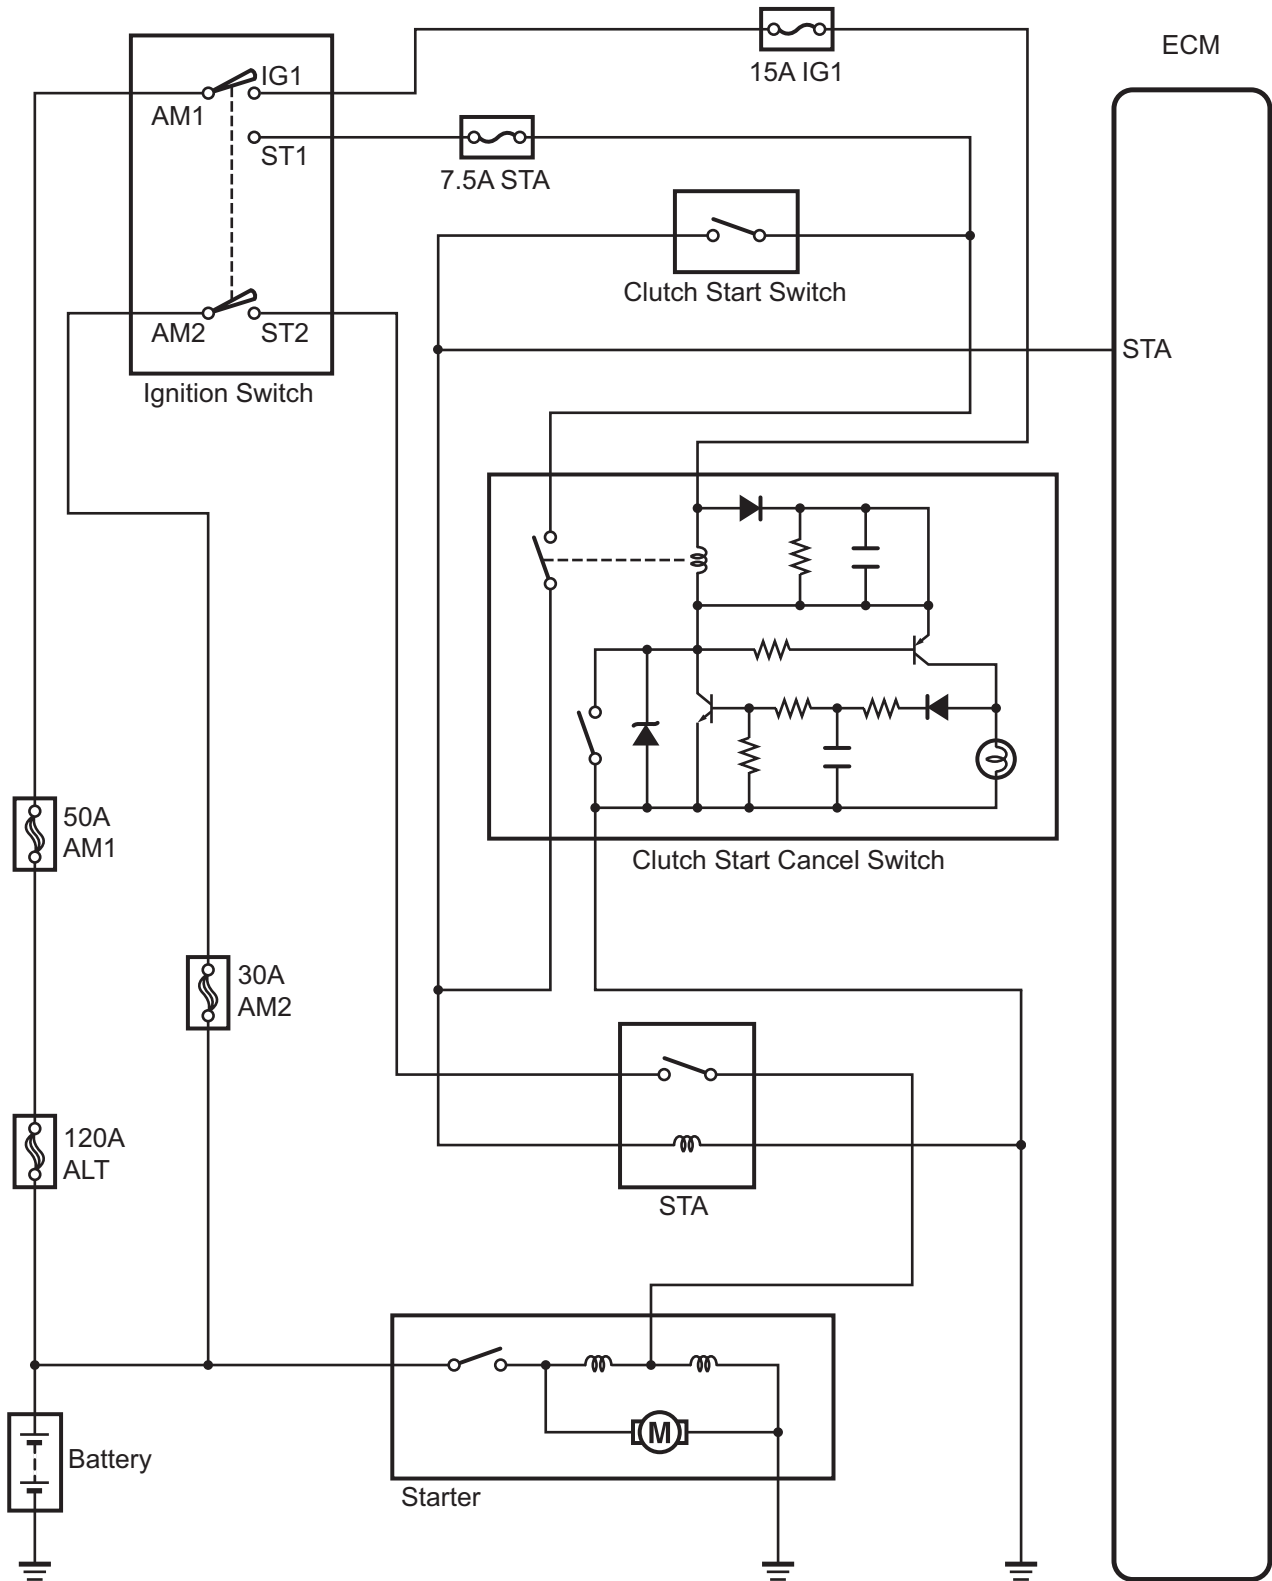 ECM
15A IG1
IG1
AM1
ST1
7.5A STA
Clutch Start Switch
AM2
ST2
STA
Ignition Switch
50A
AM1
Clutch Start Cancel Switch
30A
AM2
120A
ALT
STA
M
Battery
Starter